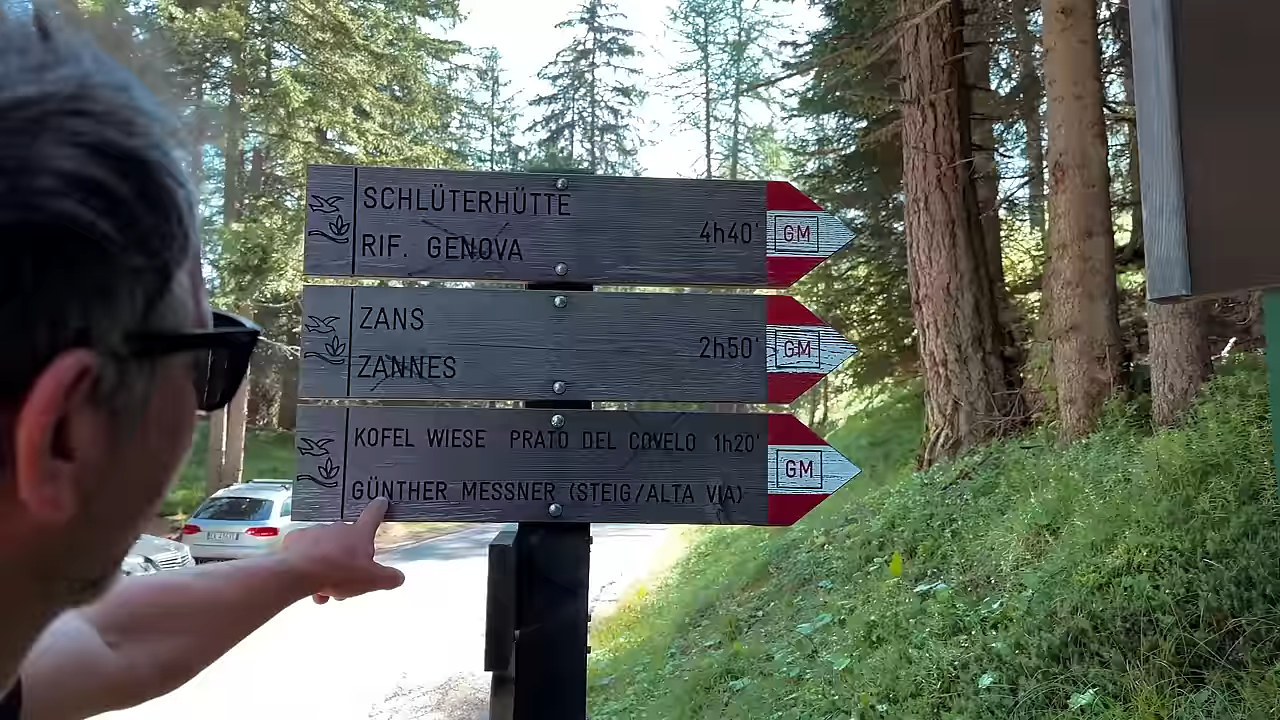 SCHLÜTERHÜTTE
RIF. GENOVA 4h40' GM
ZANS
ZANNES 2h50' GM
KOFEL WIESE PRATO DEL COVELO 1h20'
GÜNTHER MESSNER (STEIG/ALTA VIA) GM